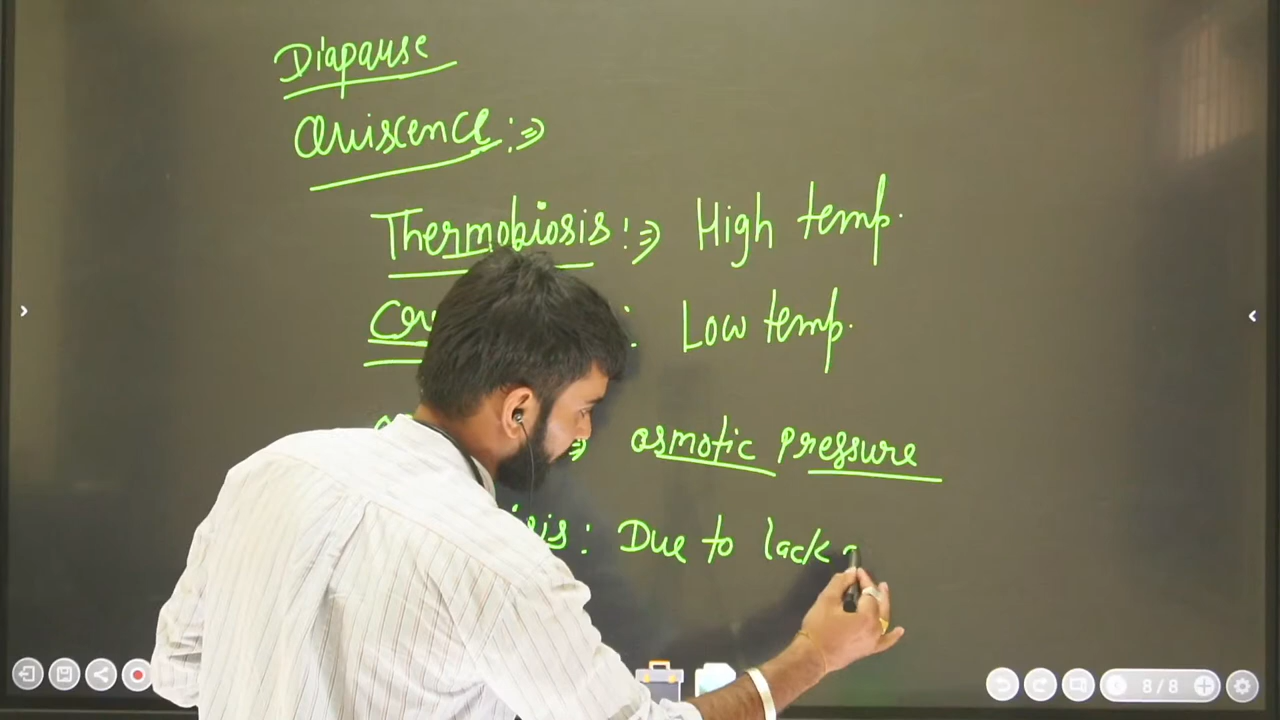 Diapause
Quiscence :⇒
Thermobiosis :⇒ High temp.
: Low temp.
⇒ osmotic pressure
: Due to lack
8/8